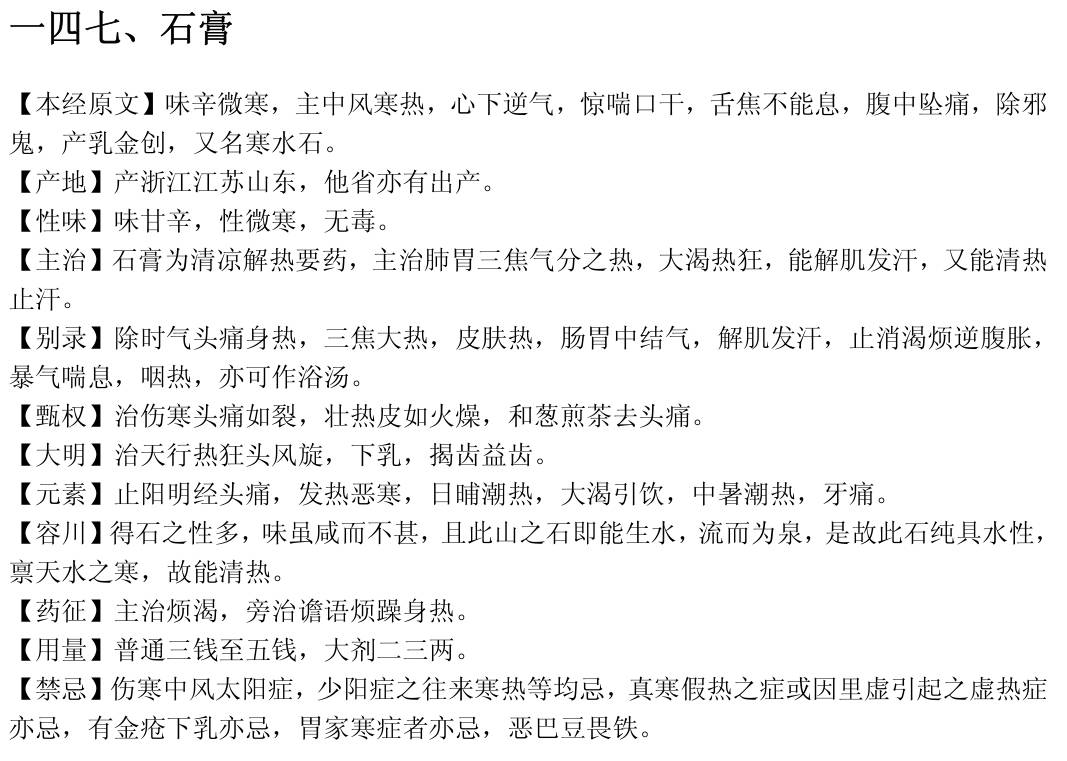 一四七、石膏
【本经原文】味辛微寒，主中风寒热，心下逆气，惊喘口干，舌焦不能息，腹中坠痛，除邪
鬼，产乳金创，又名寒水石。
【产地】产浙江江苏山东，他省亦有出产。
【性味】味甘辛，性微寒，无毒。
【主治】石膏为清凉解热要药，主治肺胃三焦气分之热，大渴热狂，能解肌发汗，又能清热
止汗。
【别录】除时气头痛身热，三焦大热，皮肤热，肠胃中结气，解肌发汗，止消渴烦逆腹胀，
暴气喘息，咽热，亦可作浴汤。
【甄权】治伤寒头痛如裂，壮热皮如火燥，和葱煎茶去头痛。
【大明】治天行热狂头风旋，下乳，揭齿益齿。
【元素】止阳明经头痛，发热恶寒，日晡潮热，大渴引饮，中暑潮热，牙痛。
【容川】得石之性多，味虽咸而不甚，且此山之石即能生水，流而为泉，是故此石纯具水性，
禀天水之寒，故能清热。
【药征】主治烦渴，旁治谵语烦躁身热。
【用量】普通三钱至五钱，大剂二三两。
【禁忌】伤寒中风太阳症，少阳症之往来寒热等均忌，真寒假热之症或因里虚引起之虚热症
亦忌，有金疮下乳亦忌，胃家寒症者亦忌，恶巴豆畏铁。